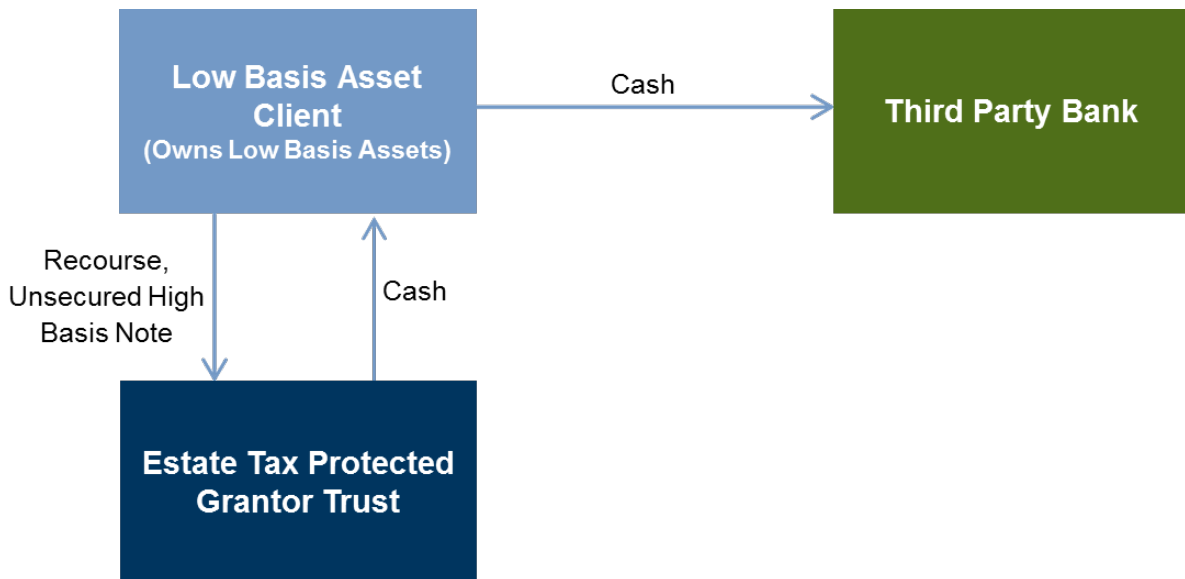 Low Basis Asset
Client
(Owns Low Basis Assets)
Cash
Third Party Bank
Recourse,
Unsecured High
Basis Note
Cash
Estate Tax Protected
Grantor Trust